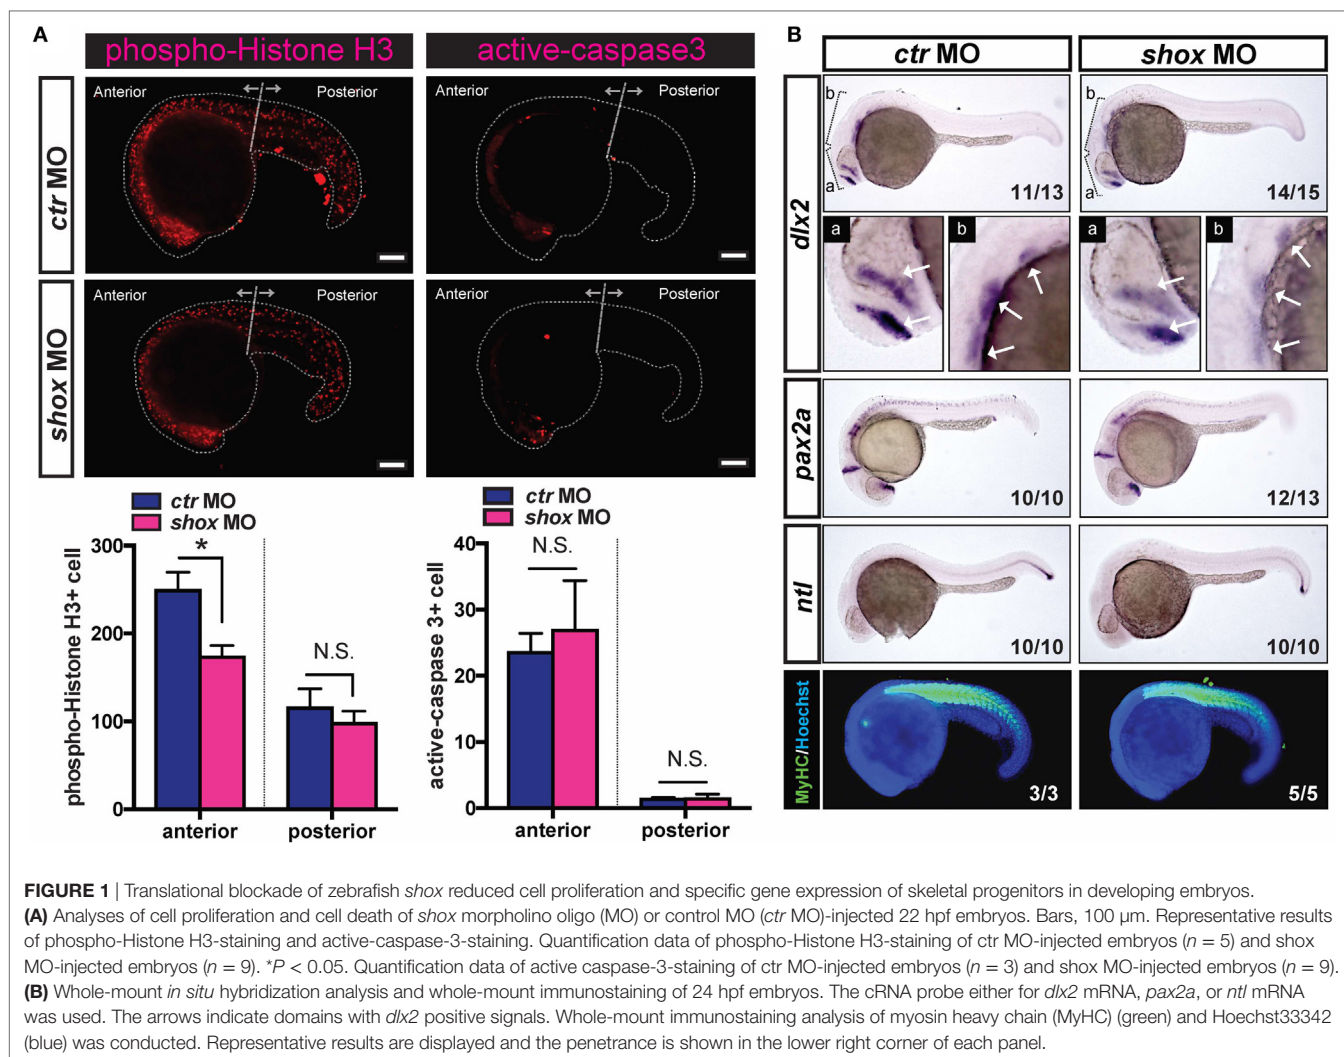 A
phospho-Histone H3
active-caspase3
ctr MO
Anterior
Posterior
Anterior
Posterior
shox MO
Anterior
Posterior
Anterior
Posterior
ctr MO
shox MO
phospho-Histone H3+ cell
300
200
100
0
*
N.S.
anterior
posterior
ctr MO
shox MO
active-caspase 3+ cell
40
30
20
10
0
N.S.
N.S.
anterior
posterior
B
ctr MO
shox MO
dlx2
b
a
11/13
b
a
14/15
a
b
a
b
pax2a
10/10
12/13
ntl
10/10
10/10
MyHC/Hoechst
3/3
5/5
FIGURE 1 | Translational blockade of zebrafish shox reduced cell proliferation and specific gene expression of skeletal progenitors in developing embryos.
(A) Analyses of cell proliferation and cell death of shox morpholino oligo (MO) or control MO (ctr MO)-injected 22 hpf embryos. Bars, 100 µm. Representative results
of phospho-Histone H3-staining and active-caspase-3-staining. Quantification data of phospho-Histone H3-staining of ctr MO-injected embryos (n = 5) and shox
MO-injected embryos (n = 9). *P < 0.05. Quantification data of active caspase-3-staining of ctr MO-injected embryos (n = 3) and shox MO-injected embryos (n = 9).
(B) Whole-mount in situ hybridization analysis and whole-mount immunostaining of 24 hpf embryos. The cRNA probe either for dlx2 mRNA, pax2a, or ntl mRNA
was used. The arrows indicate domains with dlx2 positive signals. Whole-mount immunostaining analysis of myosin heavy chain (MyHC) (green) and Hoechst33342
(blue) was conducted. Representative results are displayed and the penetrance is shown in the lower right corner of each panel.